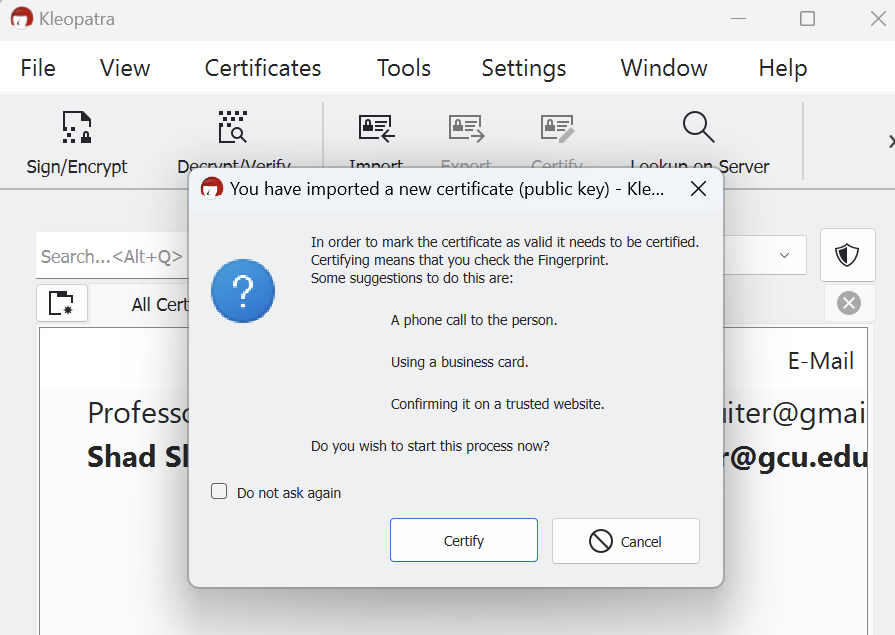 Kleopatra
File View Certificates Tools Settings Window Help
Sign/Encrypt Decrypt/Verify Import Export Certify Lookup on Server
You have imported a new certificate (public key) - Kle...
Search...<Alt+Q>
In order to mark the certificate as valid it needs to be certified.
Certifying means that you check the Fingerprint.
Some suggestions to do this are:
All Cert
A phone call to the person.
E-Mail
Using a business card.
Confirming it on a trusted website.
Professo uiter@gmai
Do you wish to start this process now?
Shad Sl r@gcu.edu
Do not ask again
Certify Cancel